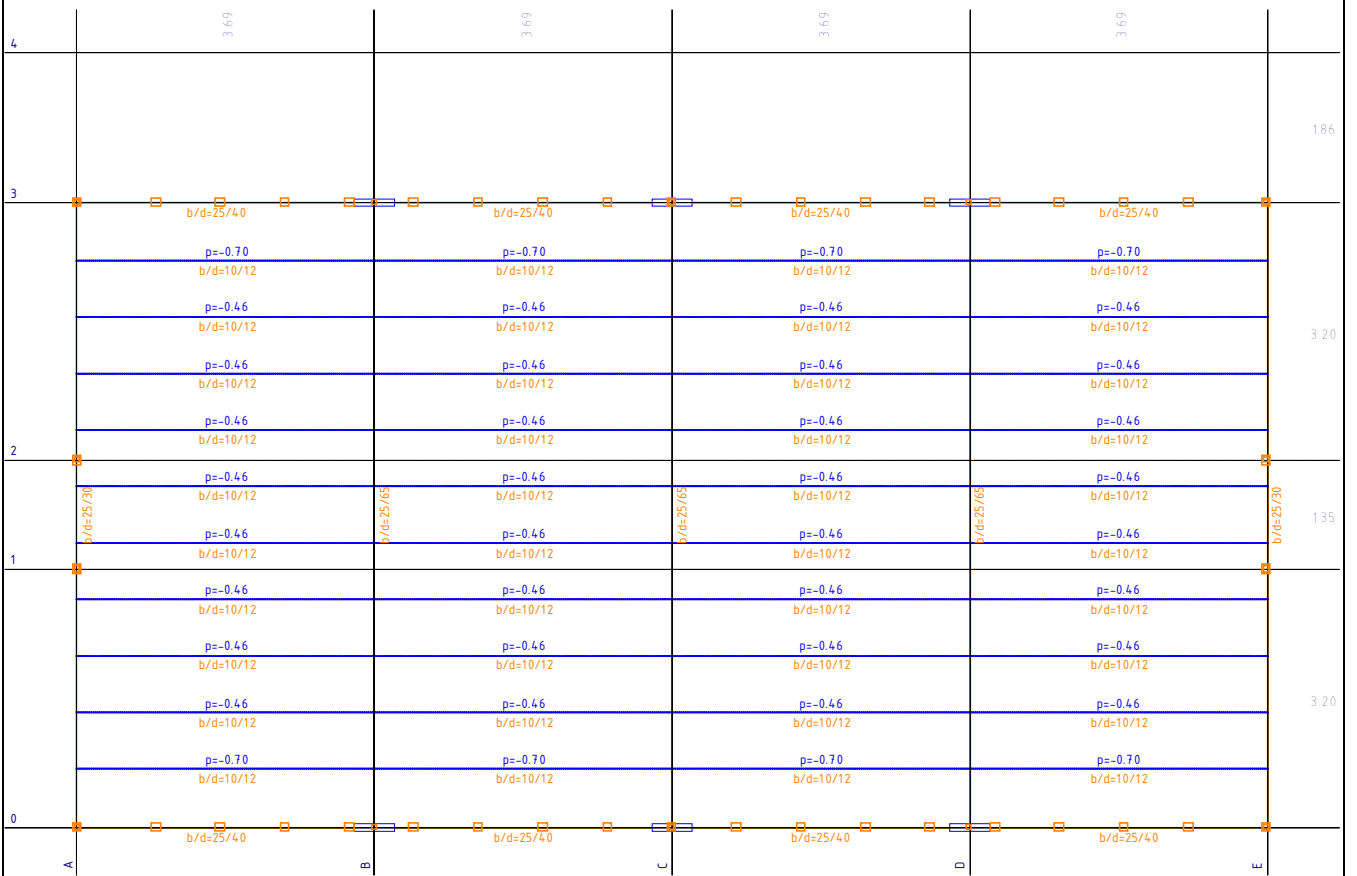 3.69 3.69 3.69 3.69
4
1.86
3
b/d=25/40 b/d=25/40 b/d=25/40 b/d=25/40
p=-0.70 p=-0.70 p=-0.70 p=-0.70
b/d=10/12 b/d=10/12 b/d=10/12 b/d=10/12
p=-0.46 p=-0.46 p=-0.46 p=-0.46
b/d=10/12 b/d=10/12 b/d=10/12 b/d=10/12
3.20
p=-0.46 p=-0.46 p=-0.46 p=-0.46
b/d=10/12 b/d=10/12 b/d=10/12 b/d=10/12
p=-0.46 p=-0.46 p=-0.46 p=-0.46
b/d=10/12 b/d=10/12 b/d=10/12 b/d=10/12
2
p=-0.46 p=-0.46 p=-0.46 p=-0.46
b/d=10/12 b/d=10/12 b/d=10/12 b/d=10/12
b/d=25/30 b/d=25/65 b/d=25/65 b/d=25/65 b/d=25/30
1.35
p=-0.46 p=-0.46 p=-0.46 p=-0.46
b/d=10/12 b/d=10/12 b/d=10/12 b/d=10/12
1
p=-0.46 p=-0.46 p=-0.46 p=-0.46
b/d=10/12 b/d=10/12 b/d=10/12 b/d=10/12
p=-0.46 p=-0.46 p=-0.46 p=-0.46
b/d=10/12 b/d=10/12 b/d=10/12 b/d=10/12
3.20
p=-0.46 p=-0.46 p=-0.46 p=-0.46
b/d=10/12 b/d=10/12 b/d=10/12 b/d=10/12
p=-0.70 p=-0.70 p=-0.70 p=-0.70
b/d=10/12 b/d=10/12 b/d=10/12 b/d=10/12
0
b/d=25/40 b/d=25/40 b/d=25/40 b/d=25/40
A B C D E